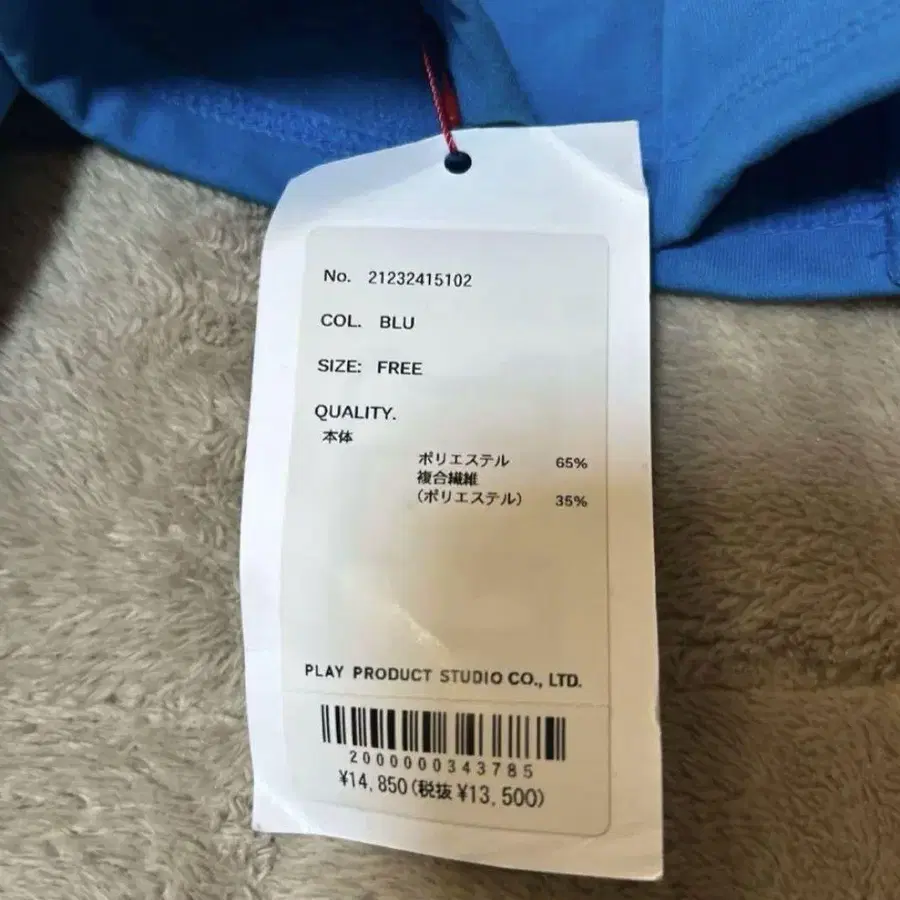 No. 21232415102
COL. BLU
SIZE: FREE
QUALITY.
本体
ポリエステル 65%
複合繊維
(ポリエステル) 35%
PLAY PRODUCT STUDIO CO., LTD.
2000000343785
¥14,850(税抜¥13,500)